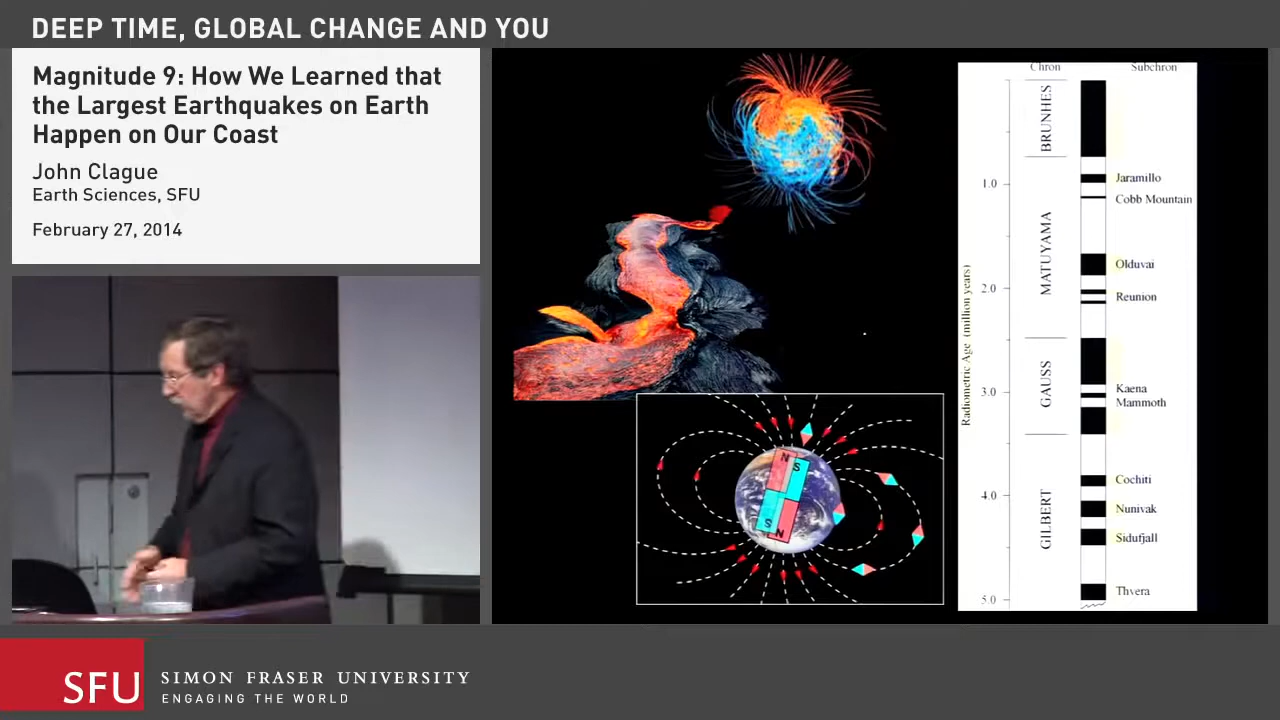 DEEP TIME, GLOBAL CHANGE AND YOU
Magnitude 9: How We Learned that
the Largest Earthquakes on Earth
Happen on Our Coast
John Clague
Earth Sciences, SFU
February 27, 2014
Chron Subchron
BRUNHES
MATUYAMA
GAUSS
GILBERT
Radiometric Age (million years)
1.0
2.0
3.0
4.0
5.0
Jaramillo
Cobb Mountain
Olduvai
Reunion
Kaena
Mammoth
Cochiti
Nunivak
Sidufjall
Thvera
N S
S N
SFU SIMON FRASER UNIVERSITY
ENGAGING THE WORLD